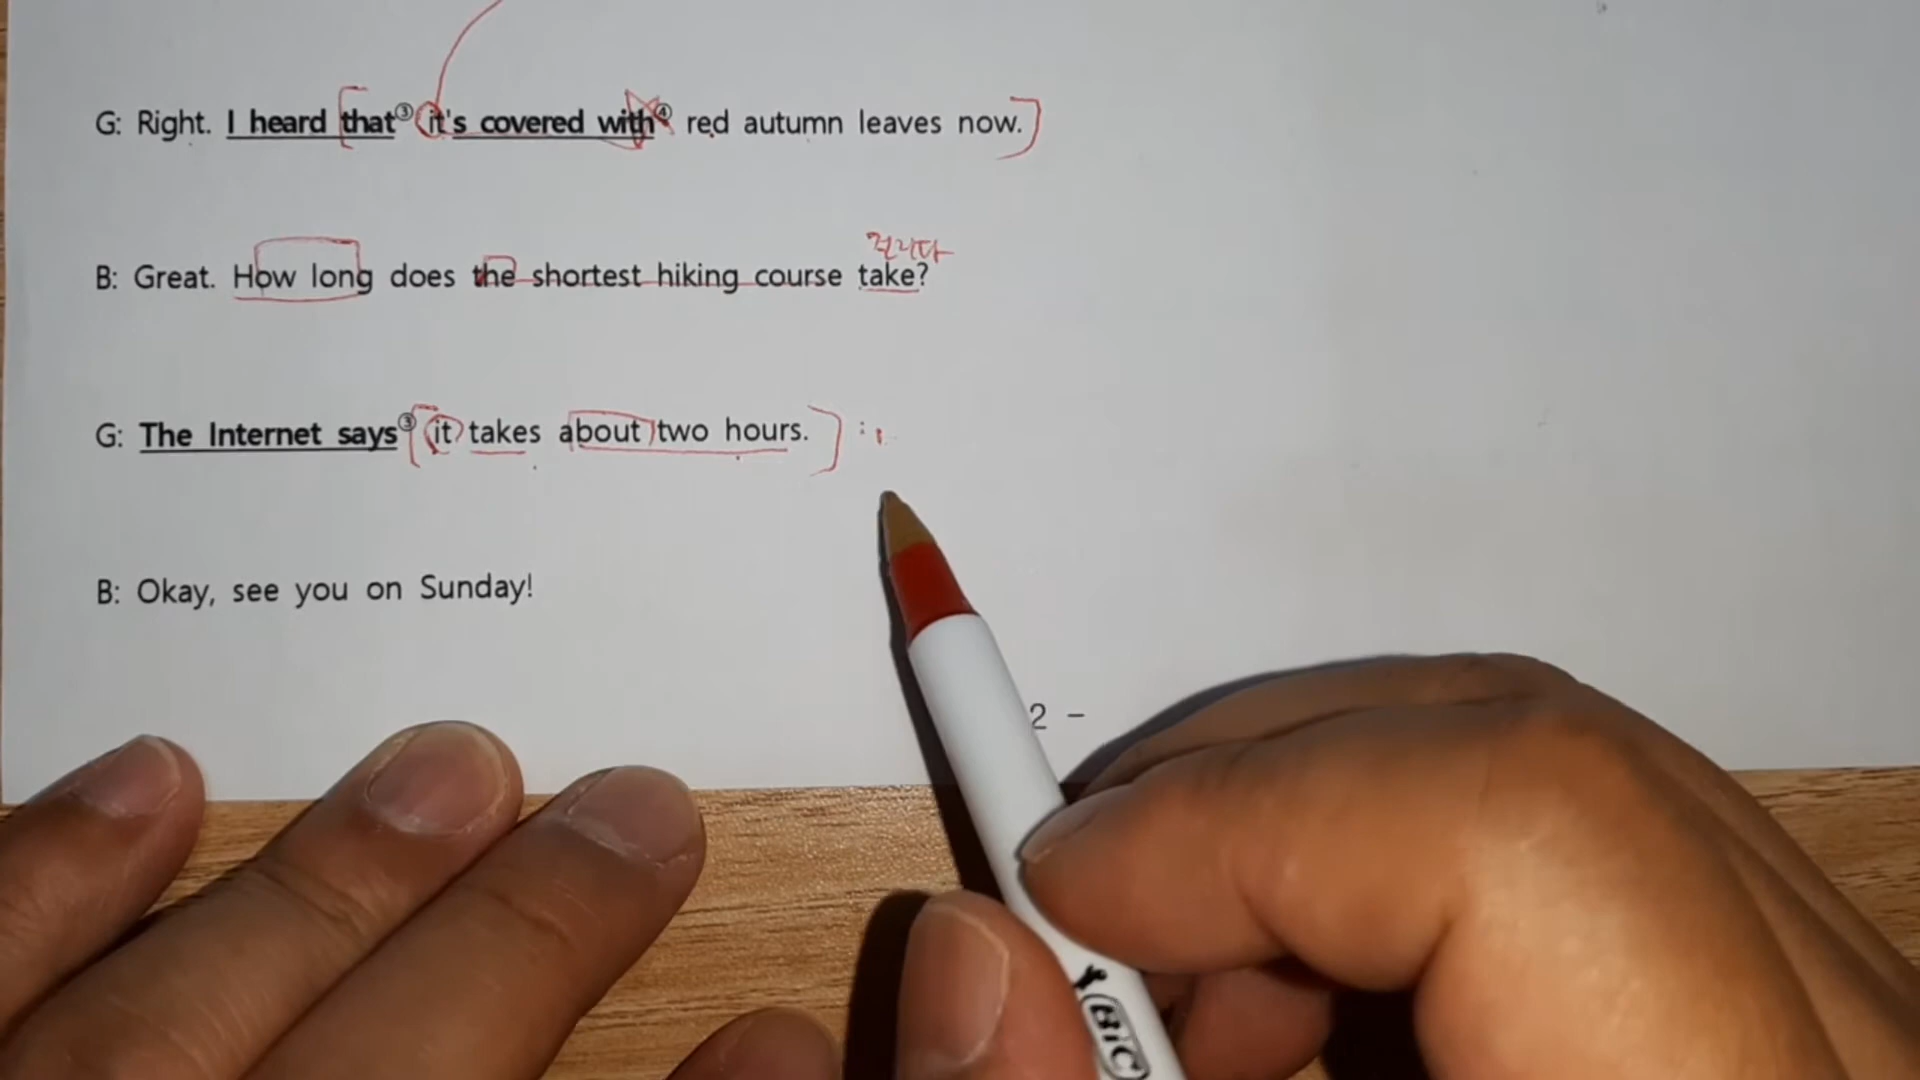 G: Right. I heard that③ it's covered with④ red autumn leaves now.
걸리다
B: Great. How long does the shortest hiking course take?
G: The Internet says③ it takes about two hours.
B: Okay, see you on Sunday!
2 -
BIC